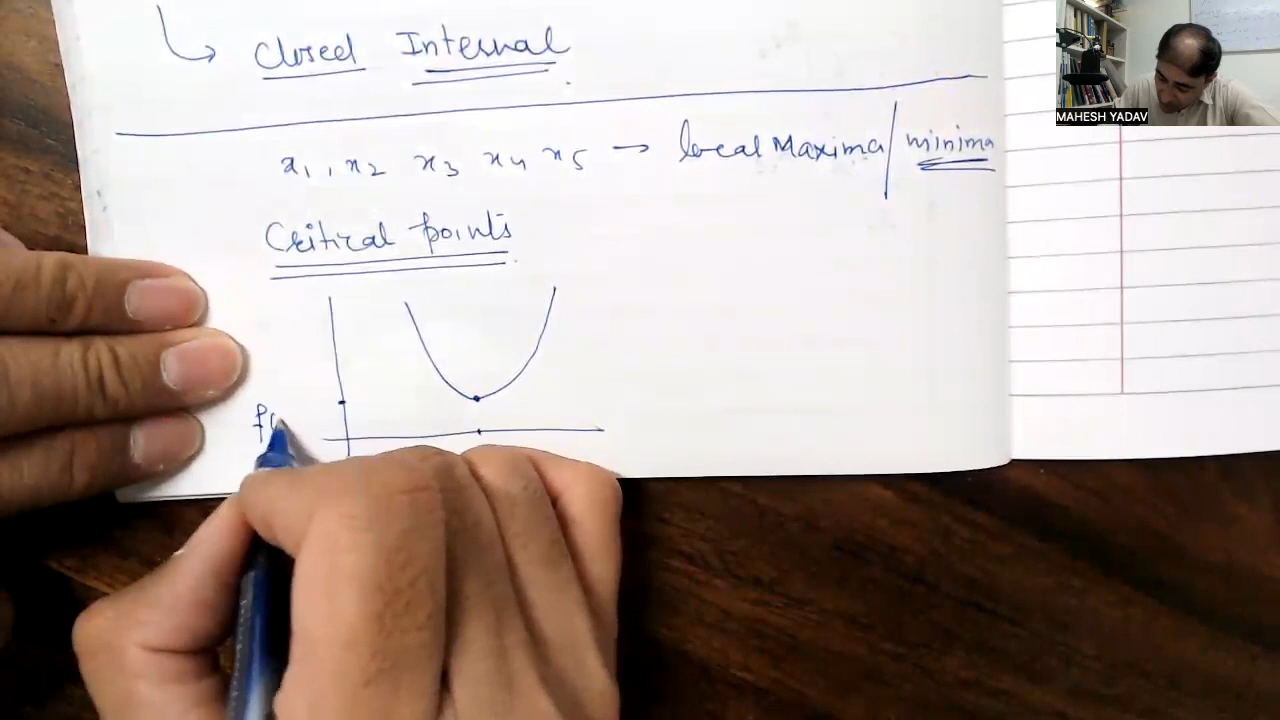 Closed Interval
MAHESH YADAV
x1, x2 x3 x4 x5 → local Maxima/minima
Critical points
f(